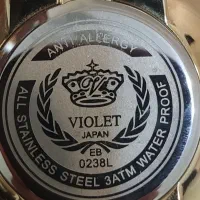 ANTI ALLERGY
VIOLET
JAPAN
EB
0238L
ALL STAINLESS STEEL 3ATM WATER PROOF